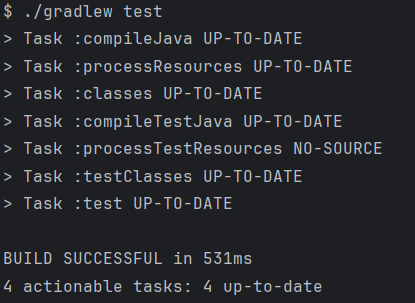 $ ./gradlew test
> Task :compileJava UP-TO-DATE
> Task :processResources UP-TO-DATE
> Task :classes UP-TO-DATE
> Task :compileTestJava UP-TO-DATE
> Task :processTestResources NO-SOURCE
> Task :testClasses UP-TO-DATE
> Task :test UP-TO-DATE

BUILD SUCCESSFUL in 531ms
4 actionable tasks: 4 up-to-date